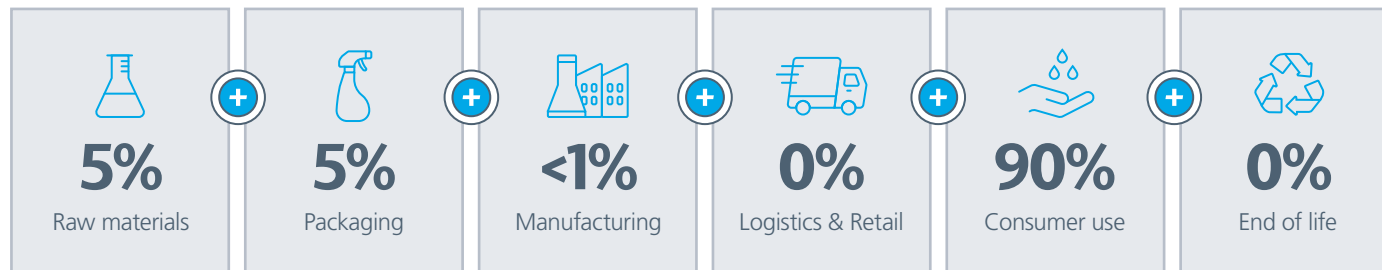 5%
Raw materials
+
5%
Packaging
+
<1%
Manufacturing
+
0%
Logistics & Retail
+
90%
Consumer use
+
0%
End of life